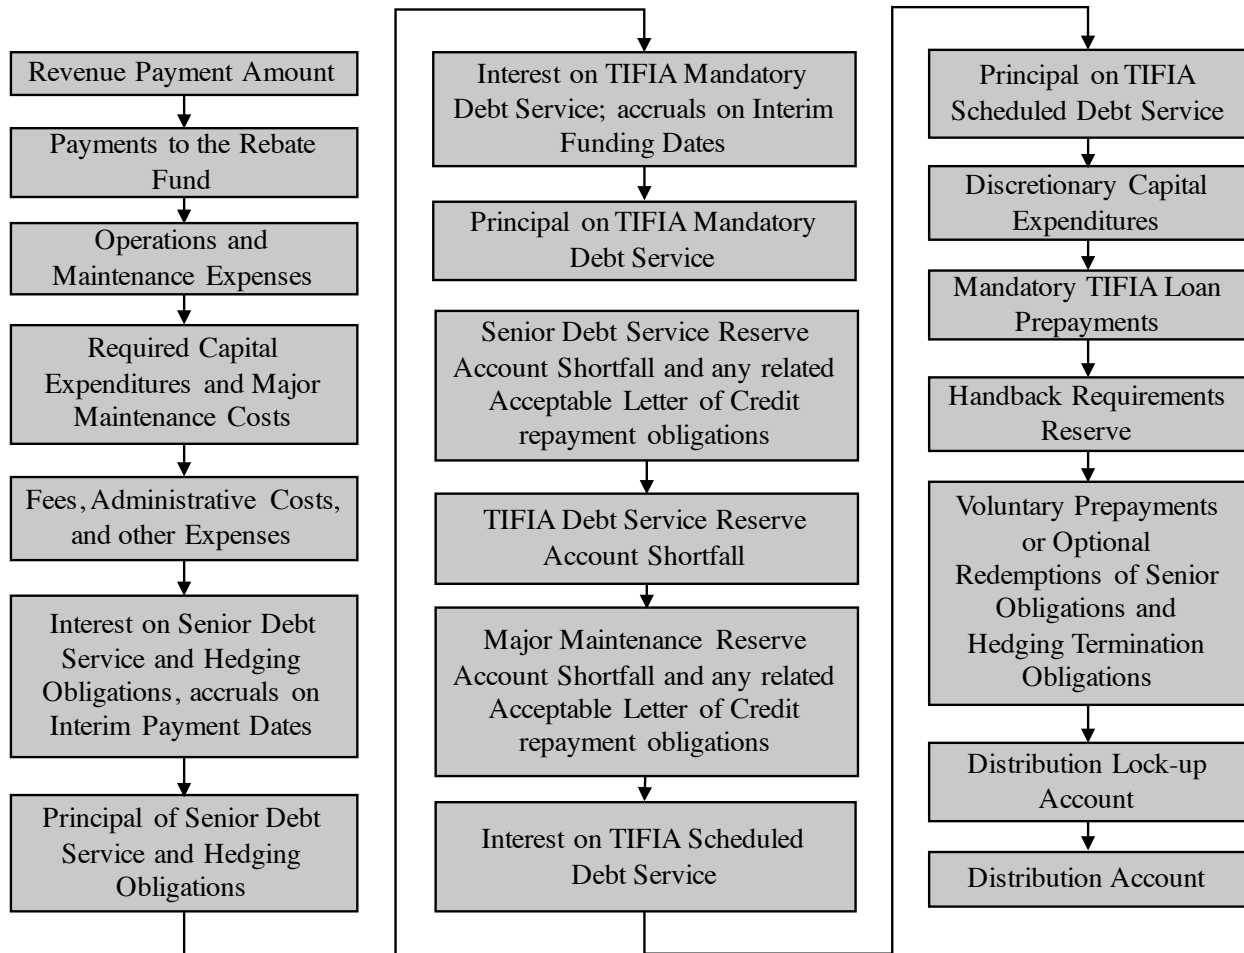 Revenue Payment Amount
Payments to the Rebate
Fund
Operations and
Maintenance Expenses
Required Capital
Expenditures and Major
Maintenance Costs
Fees, Administrative Costs,
and other Expenses
Interest on Senior Debt
Service and Hedging
Obligations, accruals on
Interim Payment Dates
Principal of Senior Debt
Service and Hedging
Obligations
Interest on TIFIA Mandatory
Debt Service; accruals on Interim
Funding Dates
Principal on TIFIA Mandatory
Debt Service
Senior Debt Service Reserve
Account Shortfall and any related
Acceptable Letter of Credit
repayment obligations
TIFIA Debt Service Reserve
Account Shortfall
Major Maintenance Reserve
Account Shortfall and any related
Acceptable Letter of Credit
repayment obligations
Interest on TIFIA Scheduled
Debt Service
Principal on TIFIA
Scheduled Debt Service
Discretionary Capital
Expenditures
Mandatory TIFIA Loan
Prepayments
Handback Requirements
Reserve
Voluntary Prepayments
or Optional
Redemptions of Senior
Obligations and
Hedging Termination
Obligations
Distribution Lock-up
Account
Distribution Account